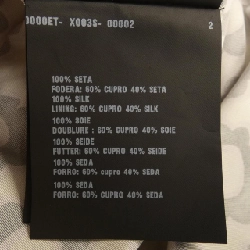 0000ET- X003S- 00002 2
100% SETA
FODERA: 60% CUPRO 40% SETA
100% SILK
LINING: 60% CUPRO 40% SILK
100% SOIE
DOUBLURE : 60% CUPRO 40% SOIE
100% SEIDE
FUTTER: 60% CUPRO 40% SEIDE
100% SEDA
FORRO: 60% cupro 40% SEDA
100% SEDA
FORRO: 60% CUPRO 40% SEDA